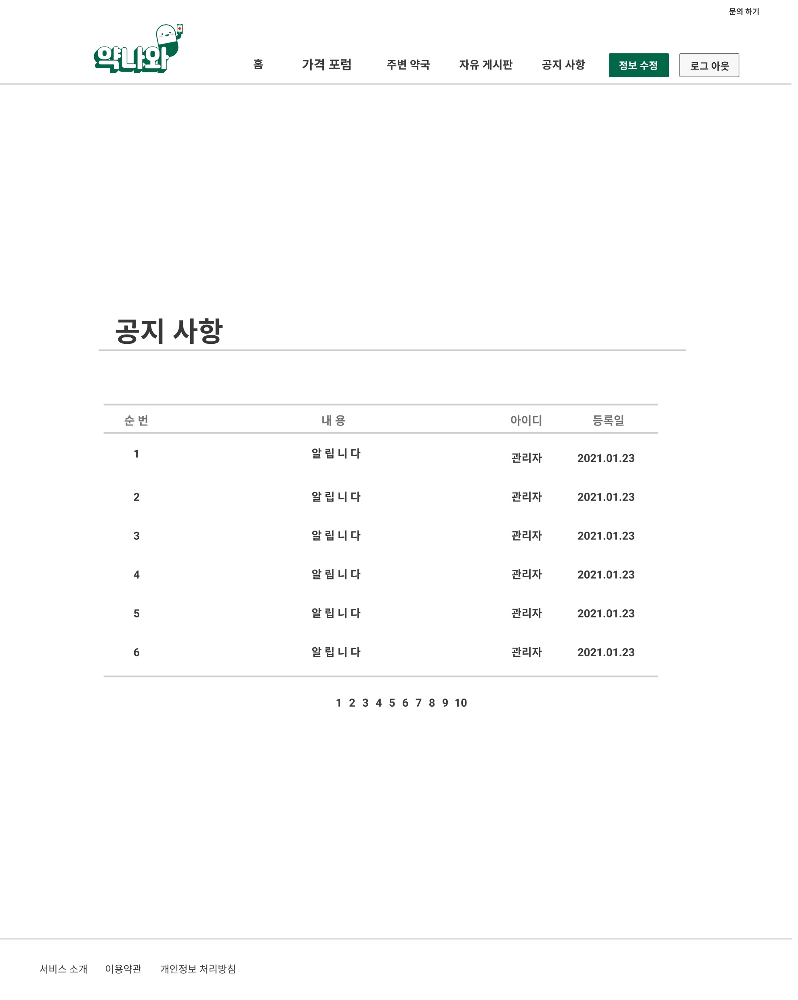 문의 하기
약나와
홈 가격 포럼 주변 약국 자유 게시판 공지 사항 정보 수정 로그 아웃
공지 사항
순 번 내 용 아이디 등록일
1 알 립 니 다 관리자 2021.01.23
2 알 립 니 다 관리자 2021.01.23
3 알 립 니 다 관리자 2021.01.23
4 알 립 니 다 관리자 2021.01.23
5 알 립 니 다 관리자 2021.01.23
6 알 립 니 다 관리자 2021.01.23
1 2 3 4 5 6 7 8 9 10
서비스 소개 이용약관 개인정보 처리방침